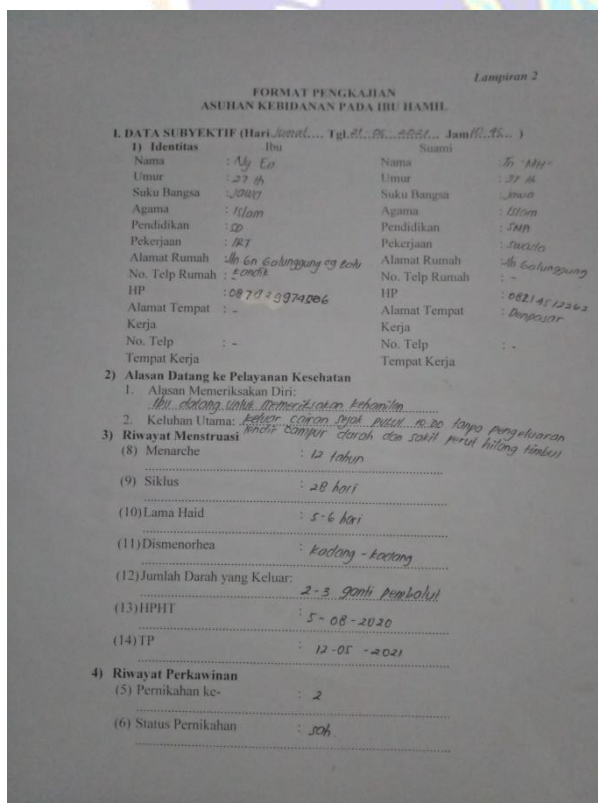 Lampiran 2
FORMAT PENGKAJIAN
ASUHAN KEBIDANAN PADA IBU HAMIL
I. DATA SUBYEKTIF (Hari Jumat.... Tgl. 21 - 05 - 2021... Jam 10.45... )
1) Identitas Ibu Suami
Nama : Ny En Nama : Tn "MH"
Umur : 27 th : 37 th
Suku Bangsa : Jawa Suku Bangsa : Jawa
Agama : Islam Agama : Islam
Pendidikan : SD Pendidikan : SMA
Pekerjaan : IRT Pekerjaan : Swasta
Alamat Rumah : Jln Gn Galunggung gg Alamat Rumah : Jln Galunggung
No. Telp Rumah : No. Telp Rumah : -
HP : HP :
Alamat Tempat : - Alamat Tempat : Denpasar
Kerja Kerja
No. Telp : - No. Telp : -
Tempat Kerja Tempat Kerja
2) Alasan Datang ke Pelayanan Kesehatan
1. Alasan Memeriksakan Diri:
Ibu datang untuk memeriksakan kehamilan
2. Keluhan Utama: keluar cairan sejak pukul 10.00 tanpa pengeluaran
lendir campur darah dan sakit perut hilang timbul
3) Riwayat Menstruasi
(8) Menarche : 12 tahun
(9) Siklus : 28 hari
(10) Lama Haid : 5-6 hari
(11) Dismenorhea : kadang - kadang
(12) Jumlah Darah yang Keluar:
2-3 ganti pembalut
(13) HPHT : 5 - 08 - 2020
(14) TP : 12 - 05 - 2021
4) Riwayat Perkawinan
(5) Pernikahan ke- : 2
(6) Status Pernikahan : sah